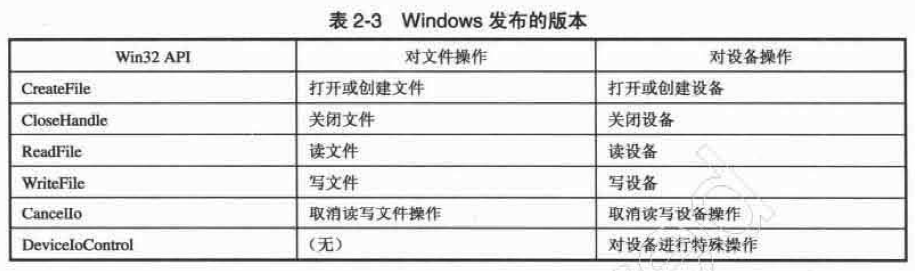 表 2-3 Windows 发布的版本
Win32 API 对文件操作 对设备操作
CreateFile 打开或创建文件 打开或创建设备
CloseHandle 关闭文件 关闭设备
ReadFile 读文件 读设备
WriteFile 写文件 写设备
CancelIo 取消读写文件操作 取消读写设备操作
DeviceIoControl （无） 对设备进行特殊操作